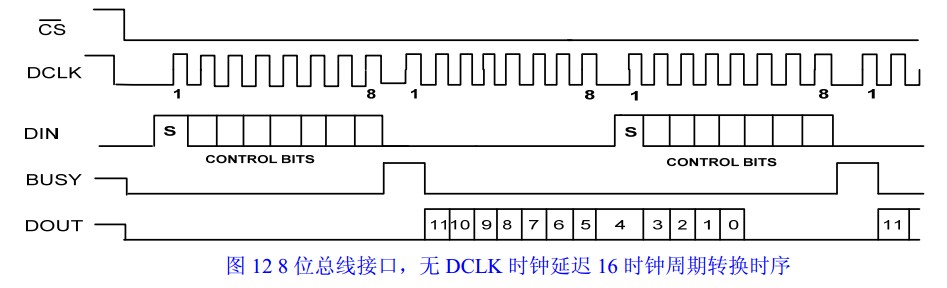 CS
DCLK
1 8 1 8 1 8 1
DIN
S S
CONTROL BITS CONTROL BITS
BUSY
DOUT
11 10 9 8 7 6 5 4 3 2 1 0 11
图 12 8 位总线接口，无 DCLK 时钟延迟 16 时钟周期转换时序